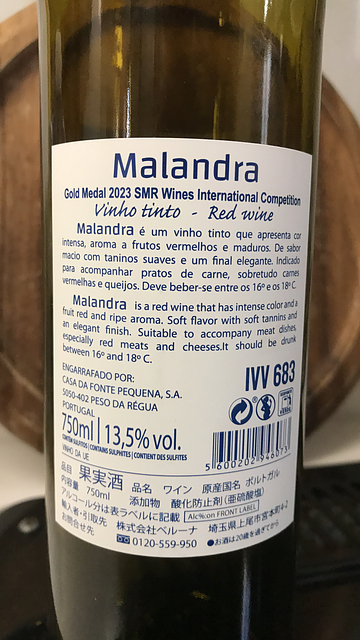 Malandra
Gold Medal 2023 SMR Wines International Competition
Vinho tinto - Red wine
Malandra é um vinho tinto que apresenta cor
intensa, aroma a frutos vermelhos e maduros. De sabor
macio com taninos suaves e um final elegante. Indicado
para acompanhar pratos de carne, sobretudo carnes
vermelhas e queijos. Deve beber-se entre os 16º e os 18º C.
Malandra is a red wine that has intense color and a
fruit red and ripe aroma. Soft flavor with soft tannins and
an elegant finish. Suitable to accompany meat dishes,
especially red meats and cheeses.It should be drunk
between 16º and 18º C.
ENGARRAFADO POR:
CASA DA FONTE PEQUENA, S.A.
5050-402 PESO DA RÉGUA
PORTUGAL
IVV 683
750ml 13,5% vol.
CONTÉM SULFITOS | CONTAINS SULPHITES | CONTIENT DES SULFITES
VINHO DA UE
5 600202 946073
品目 果実酒 品名 ワイン 原産国名 ポルトガル
内容量 750ml 添加物 酸化防止剤(亜硫酸塩)
アルコール分は表ラベルに記載 Alc%:on FRONT LABEL
輸入者・引取先 株式会社ベルーナ 埼玉県上尾市宮本町4-2
お問合せ先 0120-559-950 ●お酒は20歳を過ぎてから